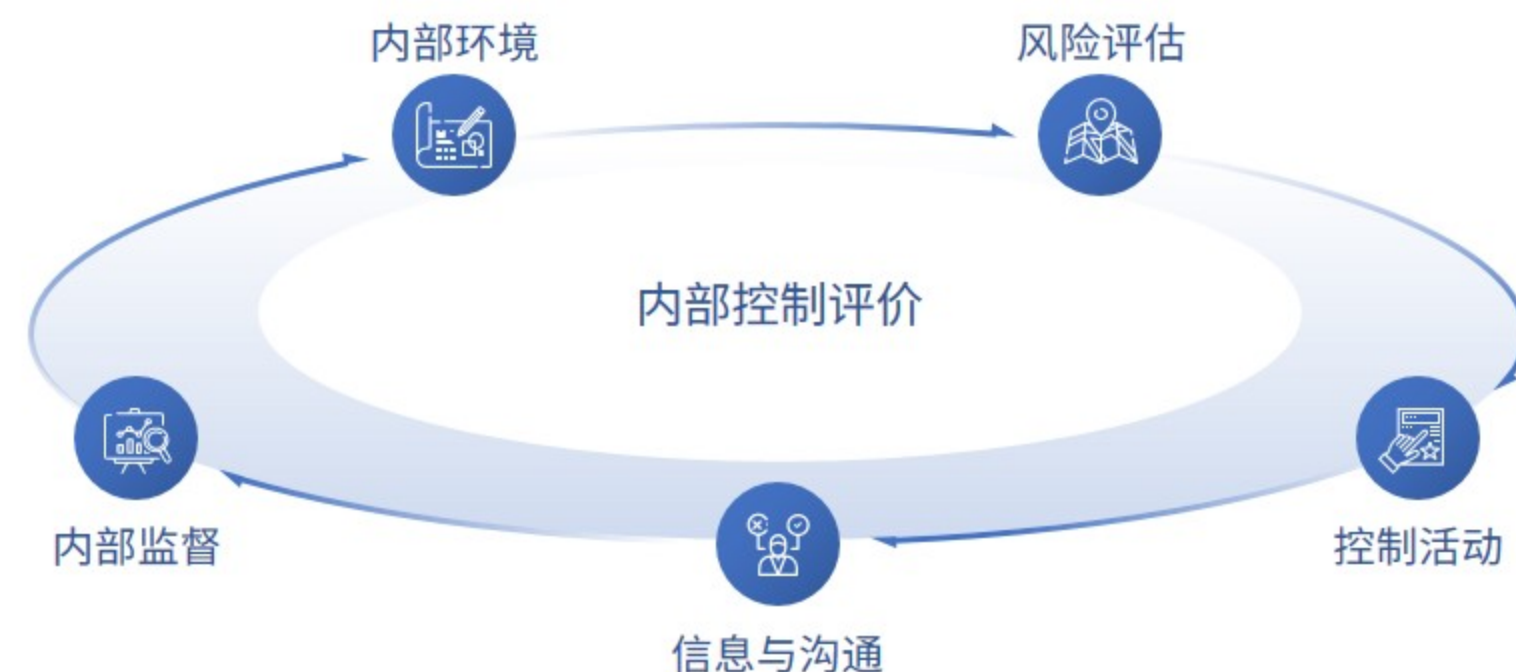 内部环境
风险评估
内部控制评价
内部监督
控制活动
信息与沟通